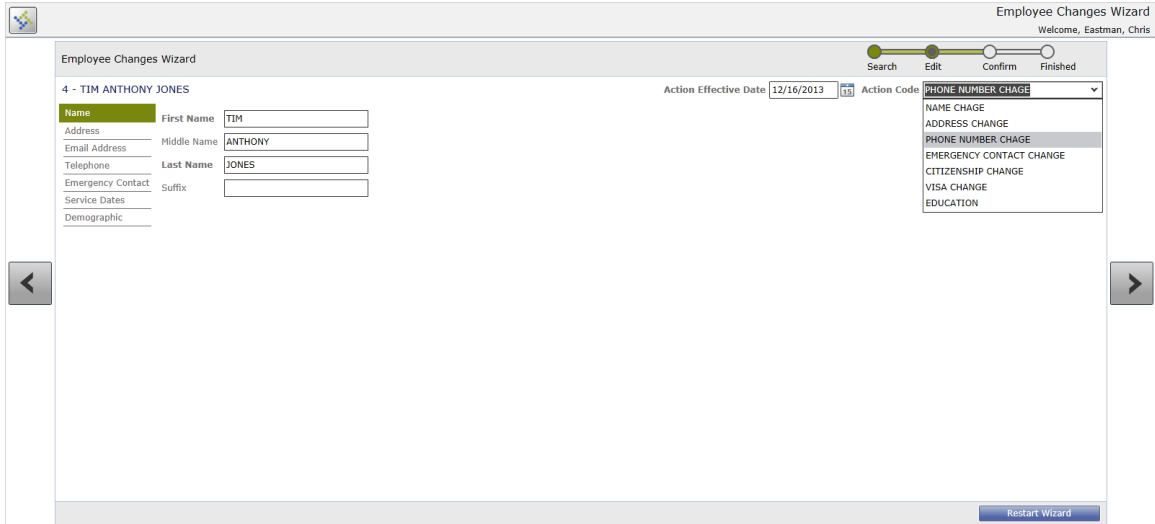 Employee Changes Wizard
Welcome, Eastman, Chris
Employee Changes Wizard
Search Edit Confirm Finished
4 - TIM ANTHONY JONES
Action Effective Date 12/16/2013 15 Action Code PHONE NUMBER CHAGE
NAME CHAGE
ADDRESS CHANGE
PHONE NUMBER CHAGE
EMERGENCY CONTACT CHANGE
CITIZENSHIP CHANGE
VISA CHANGE
EDUCATION
Name
Address
Email Address
Telephone
Emergency Contact
Service Dates
Demographic
First Name TIM
Middle Name ANTHONY
Last Name JONES
Suffix
Restart Wizard